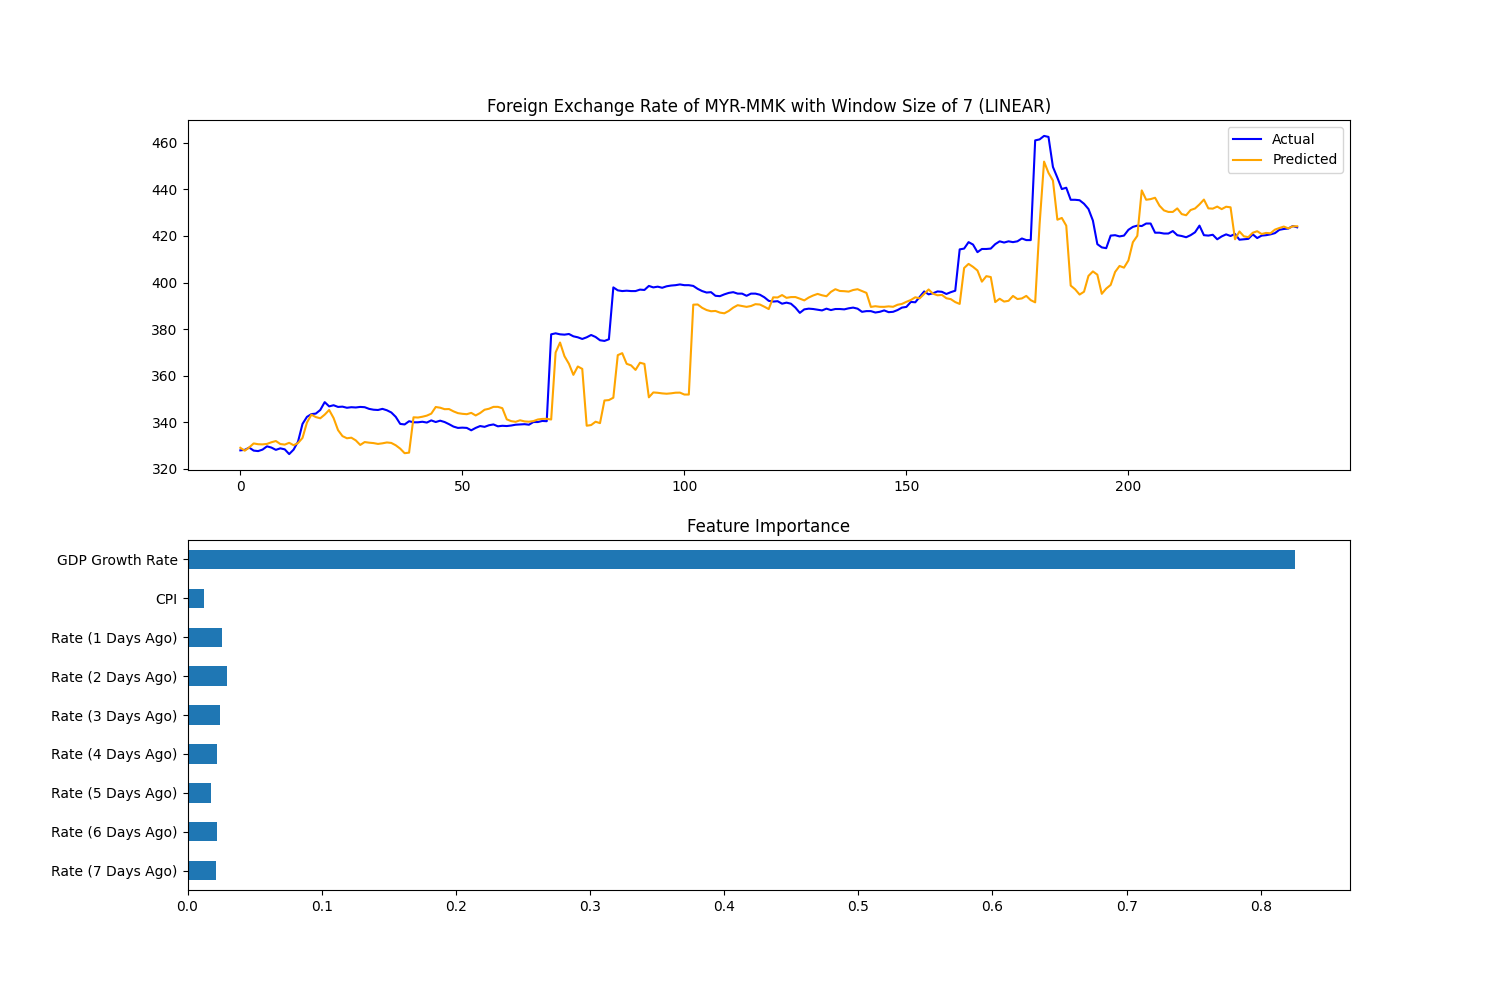 Foreign Exchange Rate of MYR-MMK with Window Size of 7 (LINEAR)
460
440
420
400
380
360
340
320
Actual
Predicted
0 50 100 150 200
Feature Importance
GDP Growth Rate
CPI
Rate (1 Days Ago)
Rate (2 Days Ago)
Rate (3 Days Ago)
Rate (4 Days Ago)
Rate (5 Days Ago)
Rate (6 Days Ago)
Rate (7 Days Ago)
0.0 0.1 0.2 0.3 0.4 0.5 0.6 0.7 0.8